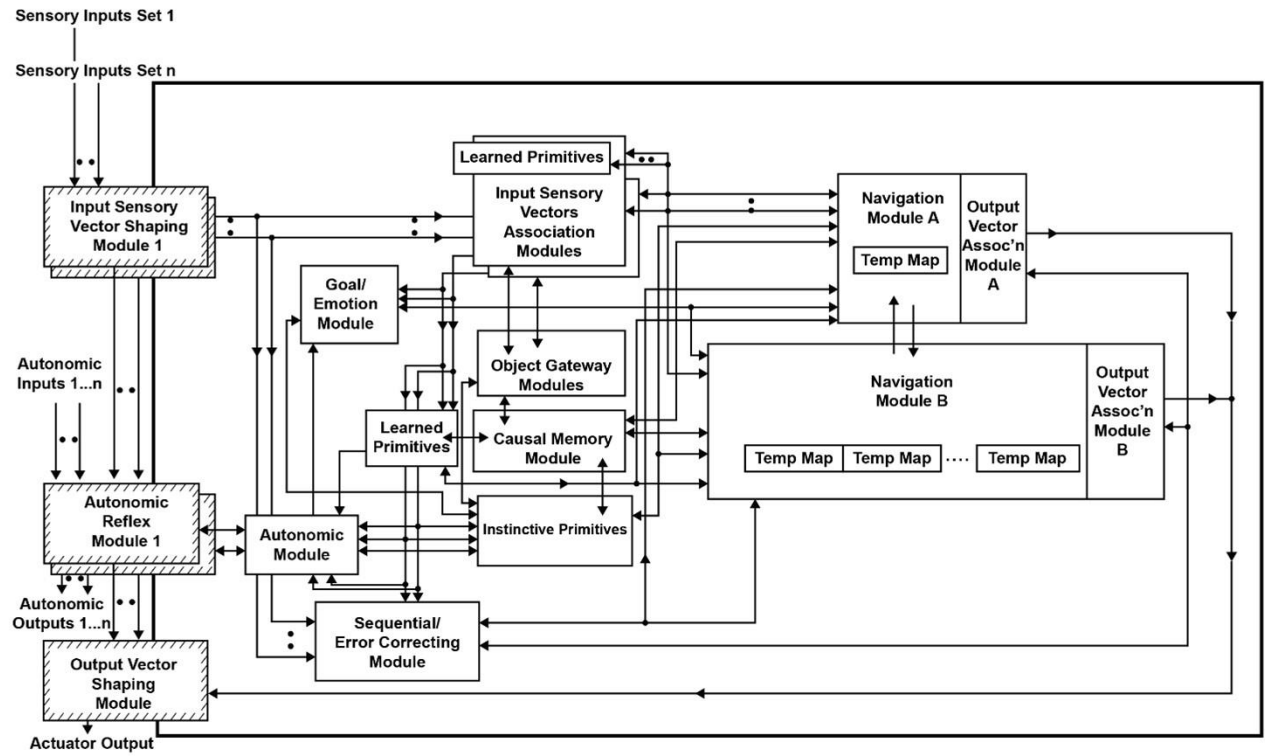 Sensory Inputs Set 1
Sensory Inputs Set n
Learned Primitives
Input Sensory
Vector Shaping
Module 1
Input Sensory
Vectors
Association
Modules
Navigation
Module A
Temp Map
Output
Vector
Assoc'n
Module
A
Goal/
Emotion
Module
Autonomic
Inputs 1...n
Object Gateway
Modules
Navigation
Module B
Temp Map
Temp Map
....
Temp Map
Output
Vector
Assoc'n
Module
B
Learned
Primitives
Causal Memory
Module
Autonomic
Reflex
Module 1
Autonomic
Module
Instinctive Primitives
Autonomic
Outputs 1...n
Sequential/
Error Correcting
Module
Output Vector
Shaping
Module
Actuator Output